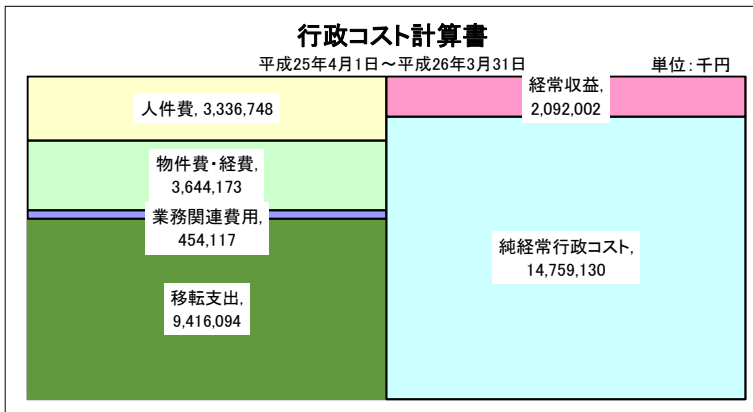 行政コスト計算書
平成25年4月1日～平成26年3月31日
単位：千円
人件費, 3,336,748
物件費・経費,
3,644,173
業務関連費用,
454,117
移転支出,
9,416,094
経常収益,
2,092,002
純経常行政コスト,
14,759,130